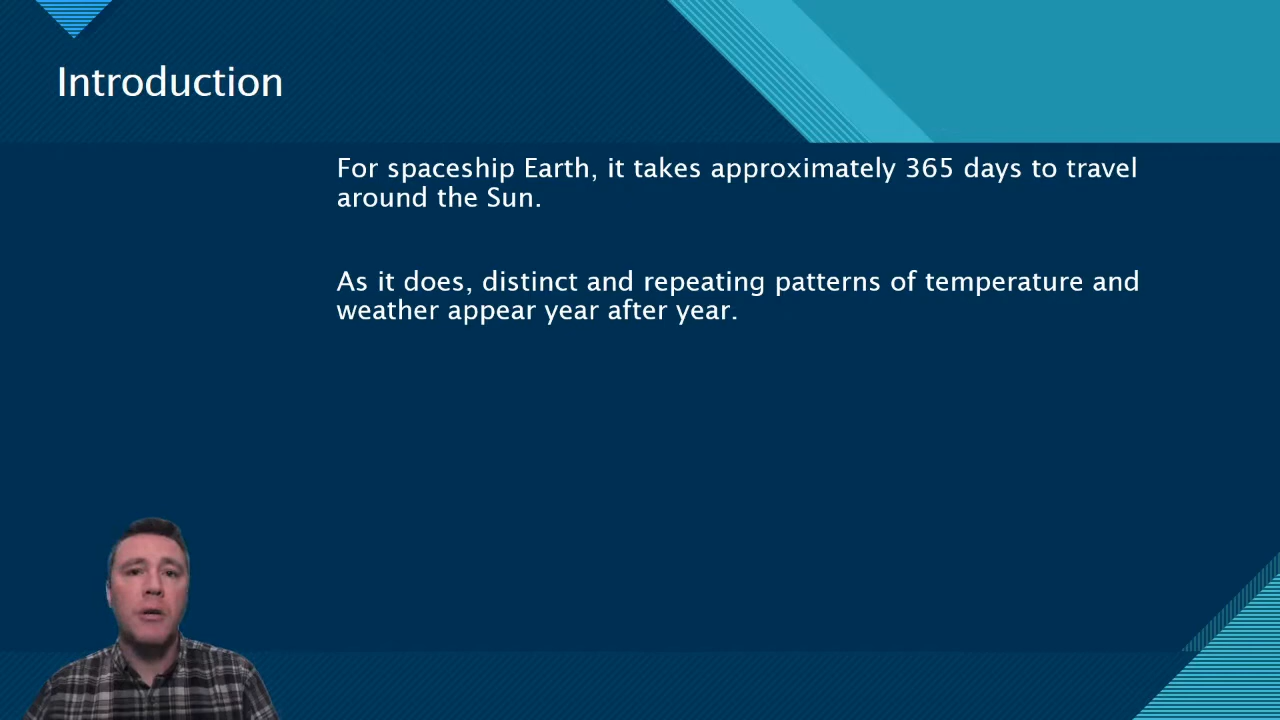 Introduction
For spaceship Earth, it takes approximately 365 days to travel
around the Sun.
As it does, distinct and repeating patterns of temperature and
weather appear year after year.